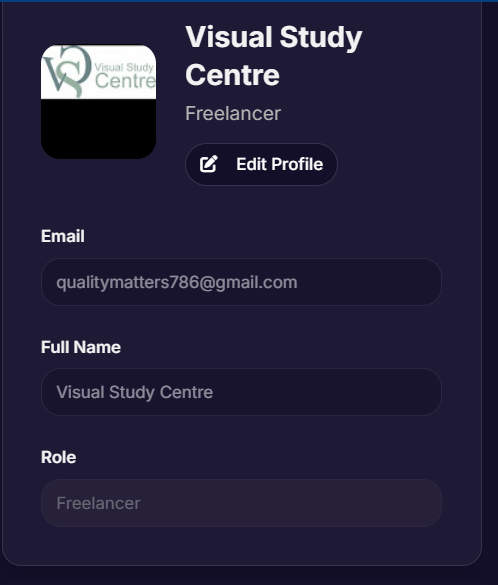 Visual Study
Centre
Visual Study
Centre
Freelancer
Edit Profile
Email
qualitymatters786@gmail.com
Full Name
Visual Study Centre
Role
Freelancer